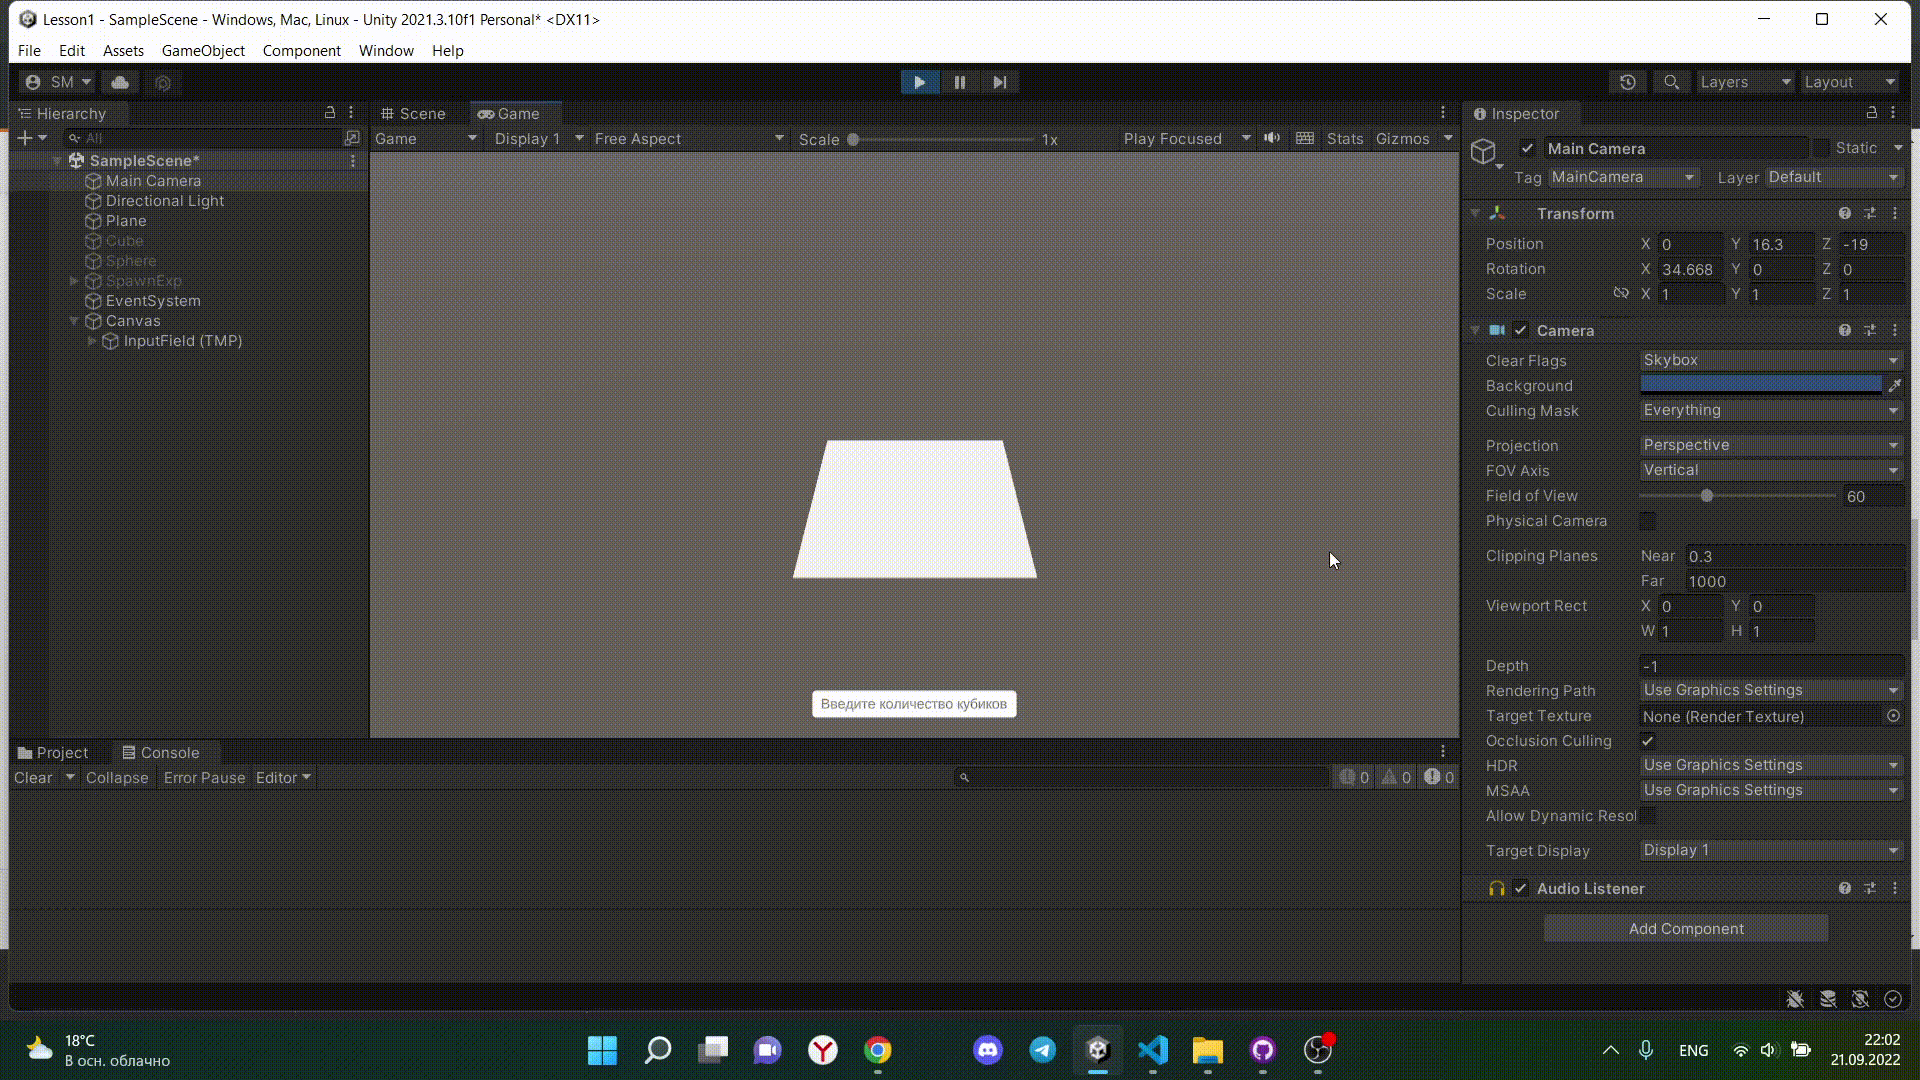 Lesson1 - SampleScene - Windows, Mac, Linux - Unity 2021.3.10f1 Personal* <DX11>
File Edit Assets GameObject Component Window Help
SM
Layers Layout
Hierarchy
All
SampleScene*
Main Camera
Directional Light
Plane
Cube
Sphere
SpawnExp
EventSystem
Canvas
InputField (TMP)
Scene Game
Game Display 1 Free Aspect Scale 1x Play Focused Stats Gizmos
Введите количество кубиков
Project Console
Clear Collapse Error Pause Editor 0 0 0
Inspector
Main Camera Static
Tag MainCamera Layer Default
Transform
Position X 0 Y 16.3 Z -19
Rotation X 34.668 Y 0 Z 0
Scale X 1 Y 1 Z 1
Camera
Clear Flags Skybox
Background
Culling Mask Everything
Projection Perspective
FOV Axis Vertical
Field of View 60
Physical Camera
Clipping Planes Near 0.3
Far 1000
Viewport Rect X 0 Y 0
W 1 H 1
Depth -1
Rendering Path Use Graphics Settings
Target Texture None (Render Texture)
Occlusion Culling
HDR Use Graphics Settings
MSAA Use Graphics Settings
Allow Dynamic Resol
Target Display Display 1
Audio Listener
Add Component
18°C
В осн. облачно
ENG
22:02
21.09.2022